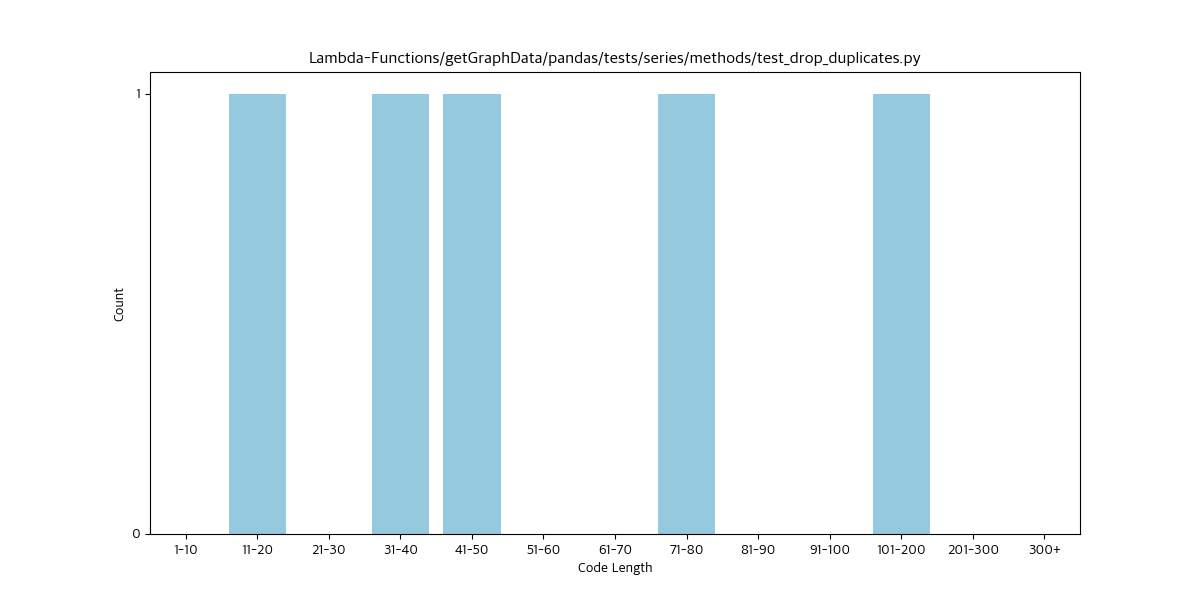 Lambda-Functions/getGraphData/pandas/tests/series/methods/test_drop_duplicates.py
1
Count
0
1-10 11-20 21-30 31-40 41-50 51-60 61-70 71-80 81-90 91-100 101-200 201-300 300+
Code Length